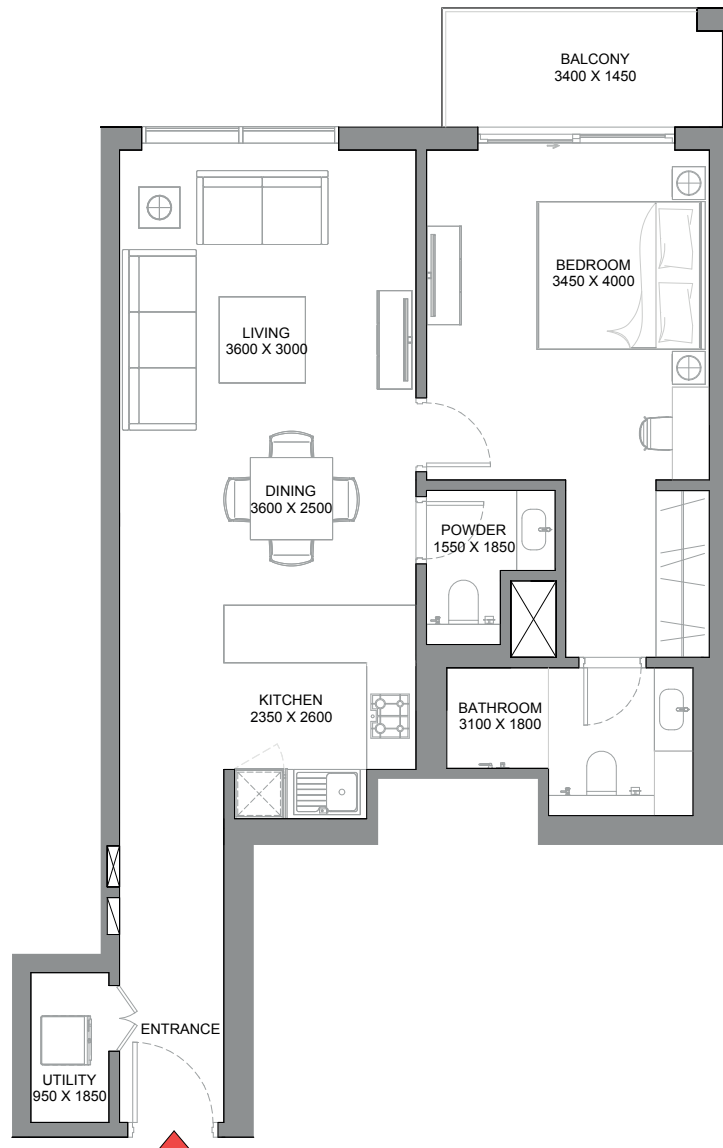 BALCONY
3400 X 1450
BEDROOM
3450 X 4000
LIVING
3600 X 3000
DINING
3600 X 2500
POWDER
1550 X 1850
KITCHEN
2350 X 2600
BATHROOM
3100 X 1800
ENTRANCE
UTILITY
950 X 1850